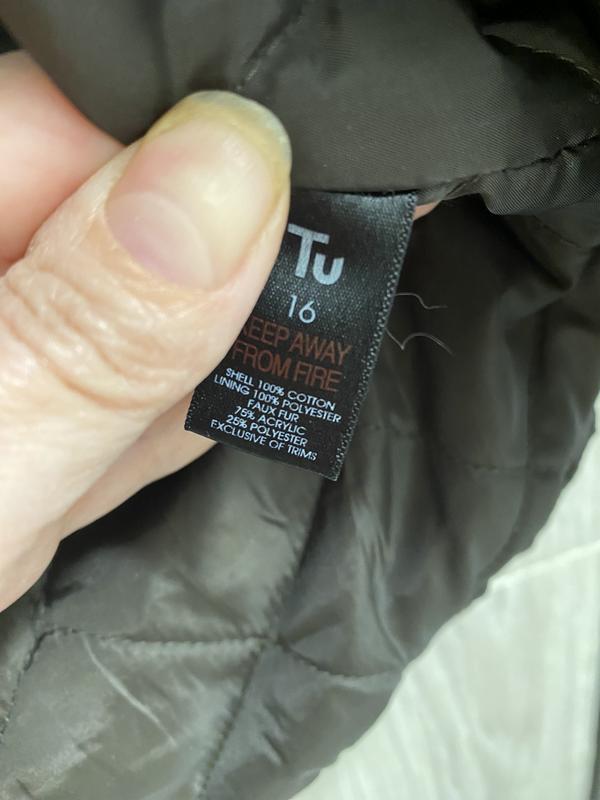 Tu
16
KEEP AWAY
FROM FIRE
SHELL 100% COTTON
LINING 100% POLYESTER
FAUX FUR
75% ACRYLIC
25% POLYESTER
EXCLUSIVE OF TRIMS